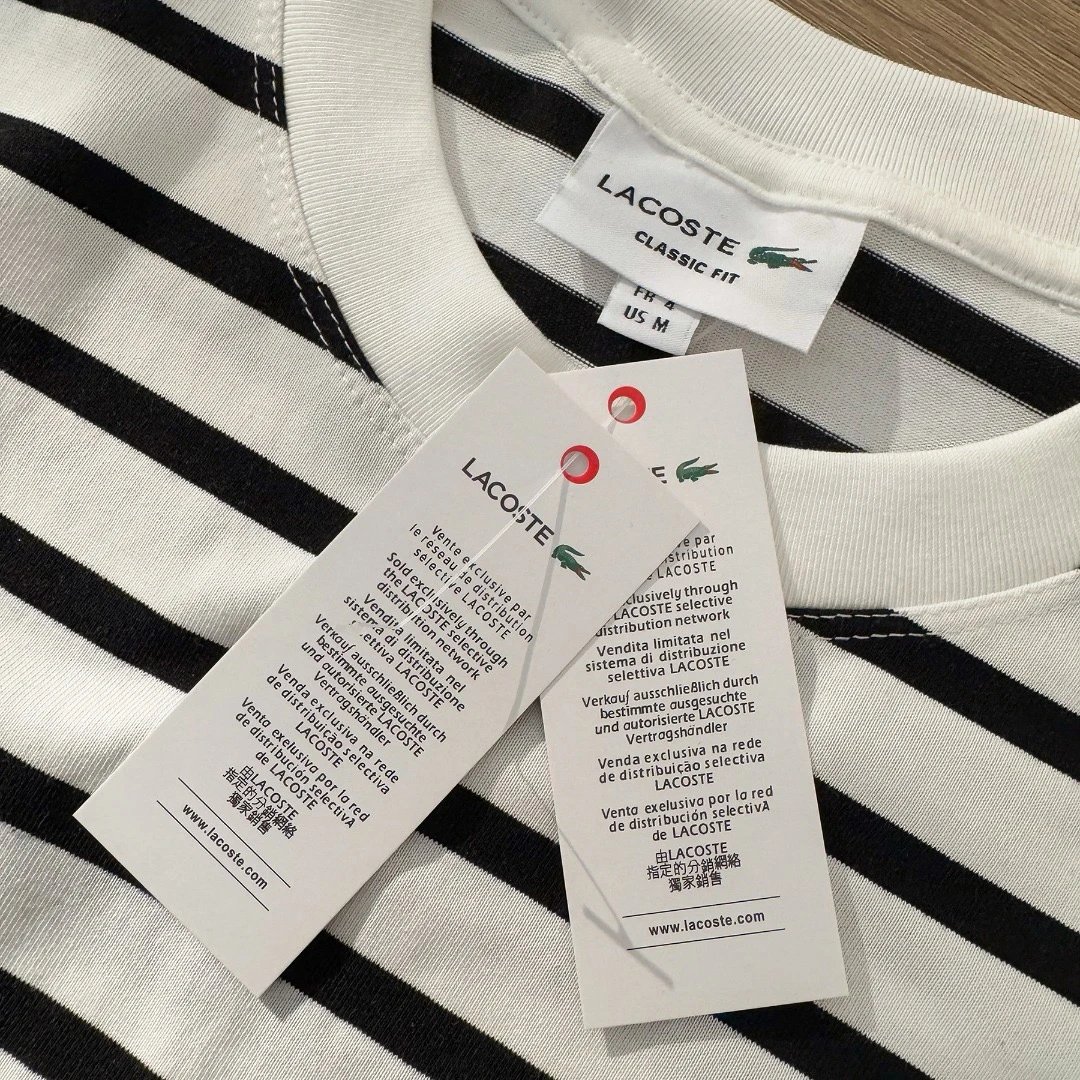 LACOSTE
CLASSIC FIT
FR 4
US M
LACOSTE
Vente exclusive par
le réseau de distribution
sélective LACOSTE
Sold exclusively through
the LACOSTE selective
distribution network
Vendita limitata nel
sistema di distribuzione
selettiva LACOSTE
Verkauf ausschließlich durch
bestimmte ausgesuchte
und autorisierte LACOSTE
Vertragshändler
Venda exclusiva na rede
de distribuição selectiva
LACOSTE
Venta exelusiva por la red
de distribución selectivA
de LACOSTE
由LACOSTE
指定的分銷網絡
獨家銷售
www.lacoste.com
E
par
LACOSTE
LACOSTE selective
distribution network
Vendita limitata nel
sistema di distribuzione
selettiva LACOSTE
Verkauf ausschließlich durch
bestimmte ausgesuchte
und autorisierte LACOSTE
Vertragshändler
Venda exclusiva na rede
de distribuição selectiva
LACOSTE
Venta exelusiva por la red
de distribución selectivA
de LACOSTE
由LACOSTE
指定的分銷網絡
獨家銷售
www.lacoste.com